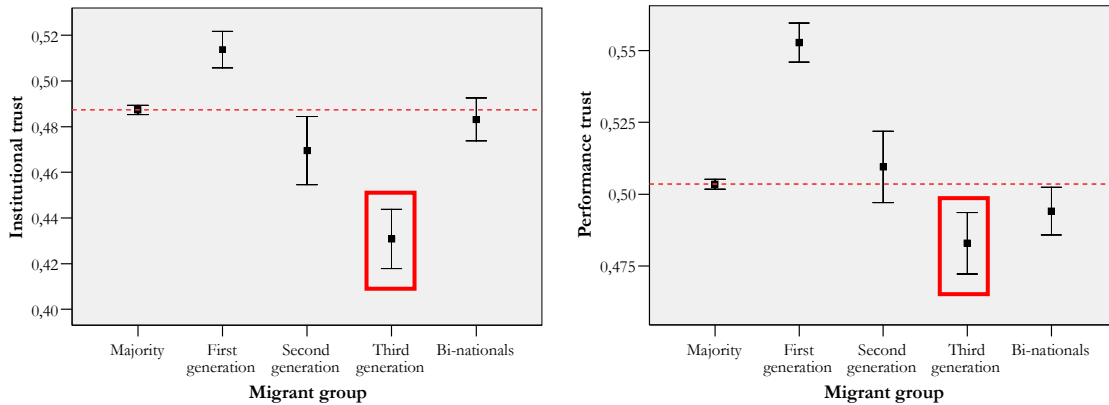 Institutional trust
0,52
0,50
0,48
0,46
0,44
0,42
0,40
Majority
First
generation
Second
generation
Third
generation
Bi-nationals
Migrant group
Performance trust
0,55
0,525
0,50
0,475
Majority
First
generation
Second
generation
Third
generation
Bi-nationals
Migrant group